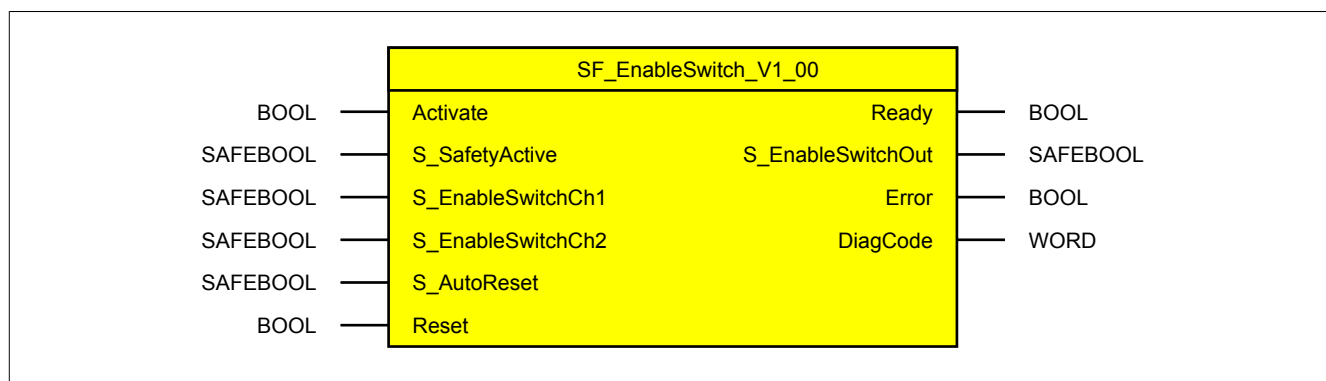 SF_EnableSwitch_V1_00
BOOL Activate Ready BOOL
SAFEBOOL S_SafetyActive S_EnableSwitchOut SAFEBOOL
SAFEBOOL S_EnableSwitchCh1 Error BOOL
SAFEBOOL S_EnableSwitchCh2 DiagCode WORD
SAFEBOOL S_AutoReset
BOOL Reset